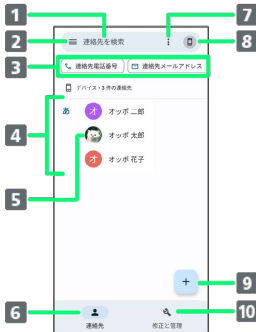 1
7
2
連絡先を検索
8
3
連絡先電話番号
連絡先メールアドレス
デバイス・3 件の連絡先
あ
オ
オッポ 二郎
4
オッポ 太郎
オ
オッポ 花子
5
+
9
6
10
連絡先
修正と管理